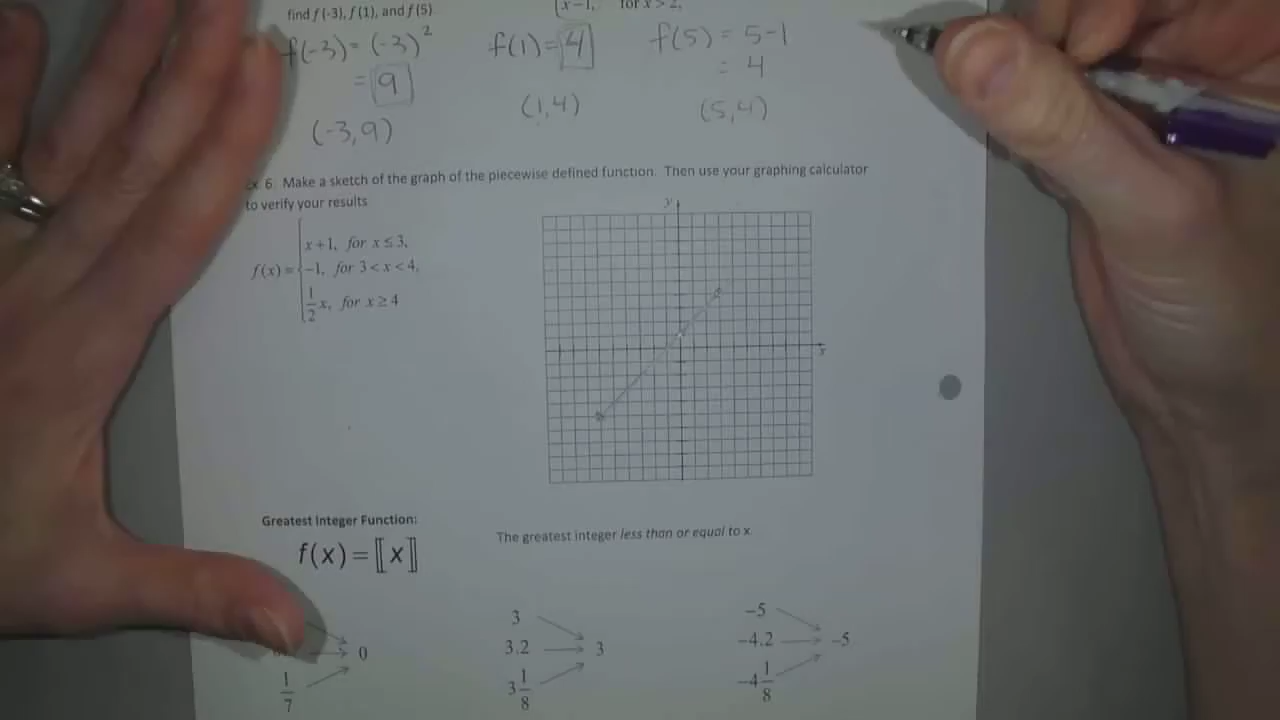 find f (-3), f (1), and f (5)
x−1, for x > 2,
f(-3) = (-3)²
= 9
(-3,9)
f(1) = 4
(1,4)
f(5) = 5-1
= 4
(5,4)
6. Make a sketch of the graph of the piecewise defined function. Then use your graphing calculator
to verify your results
f(x) =
x+1, for x ≤ 3,
−1, for 3 < x < 4,
1/2 x, for x ≥ 4
y
x
Greatest Integer Function:
The greatest integer less than or equal to x.
f(x) = ⟦x⟧
0
1/7
3
3.2
3 1/8
3
−5
−4.2
−4 1/8
−5